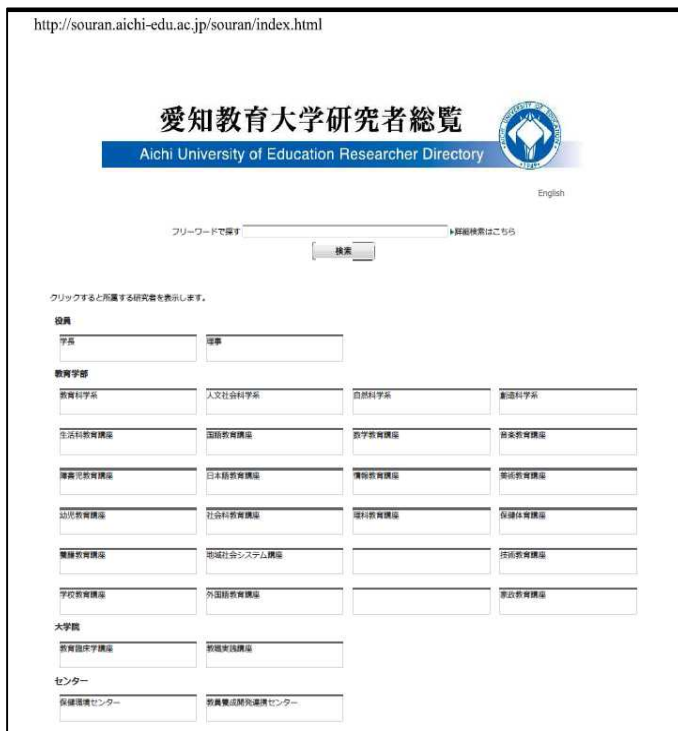 http://souran.aichi-edu.ac.jp/souran/index.html
愛知教育大学研究者総覧
Aichi University of Education Researcher Directory
English
フリーワードで探す ▶詳細検索はこちら
検索
クリックすると所属する研究者を表示します。
役員
学長 理事
教育学部
教育科学系 人文社会科学系 自然科学系 創造科学系
生活科教育講座 国語教育講座 数学教育講座 音楽教育講座
障害児教育講座 日本語教育講座 情報教育講座 美術教育講座
幼児教育講座 社会科教育講座 理科教育講座 保健体育講座
養護教育講座 地域社会システム講座 技術教育講座
学校教育講座 外国語教育講座 家政教育講座
大学院
教育臨床学講座 教職実践講座
センター
保健環境センター 教員養成開発連携センター